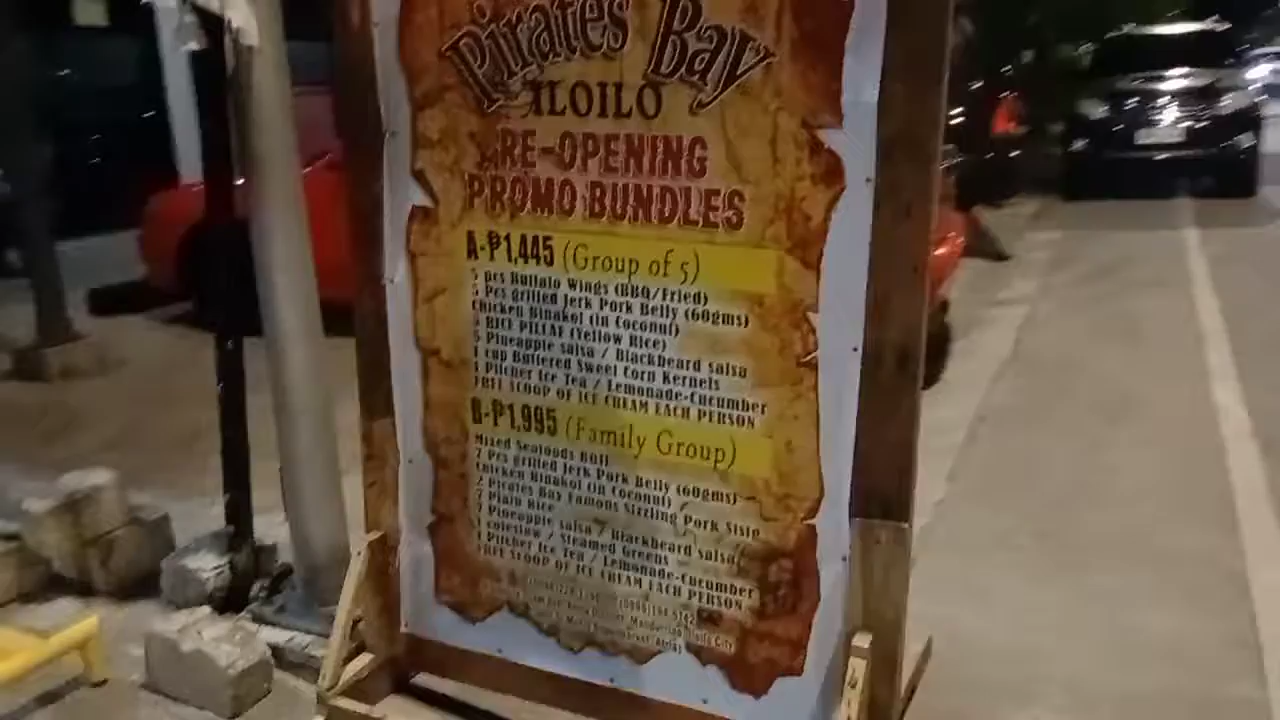 Pirates Bay
ILOILO
RE-OPENING
PROMO BUNDLES
A-₱1,445 (Group of 5)
5 pcs Buffalo Wings (BBQ/Fried)
5 Pcs grilled Jerk Pork Belly (60gms)
Chicken Binakol (in Coconut)
5 RICE PILLAF (Yellow Rice)
5 Pineapple salsa / Blackbeard salsa
1 cup Buttered Sweet Corn Kernels
1 Pitcher Ice Tea / Lemonade-Cucumber
FREE SCOOP OF ICE CREAM EACH PERSON
B-₱1,995 (Family Group)
Mixed Seafoods Boil
7 Pcs grilled Jerk Pork Belly (60gms)
Chicken Binakol (in Coconut)
2 Pirates Bay Famous Sizzling Pork Sisig
7 Plain Rice
7 Pineapple salsa / Blackbeard salsa
coleslaw / Steamed Greens
1 Pitcher Ice Tea / Lemonade-Cucumber
FREE SCOOP OF ICE CREAM EACH PERSON
Mandurriao Iloilo City